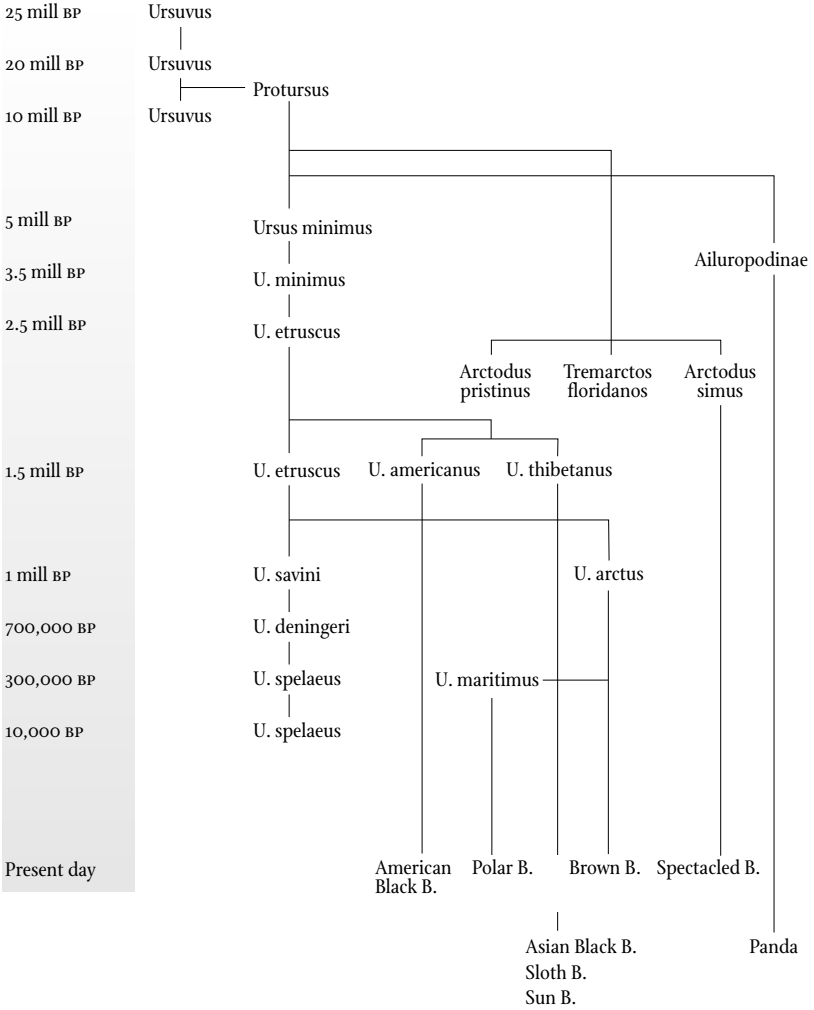 25 mill BP Ursuvus
20 mill BP Ursuvus
Protursus
10 mill BP Ursuvus
5 mill BP Ursus minimus
Ailuropodinae
3.5 mill BP U. minimus
2.5 mill BP U. etruscus
Arctodus Tremarctos Arctodus
pristinus floridanos simus
1.5 mill BP U. etruscus U. americanus U. thibetanus
1 mill BP U. savini U. arctus
700,000 BP U. deningeri
300,000 BP U. spelaeus U. maritimus
10,000 BP U. spelaeus
Present day American Polar B. Brown B. Spectacled B.
Black B.
Asian Black B. Panda
Sloth B.
Sun B.